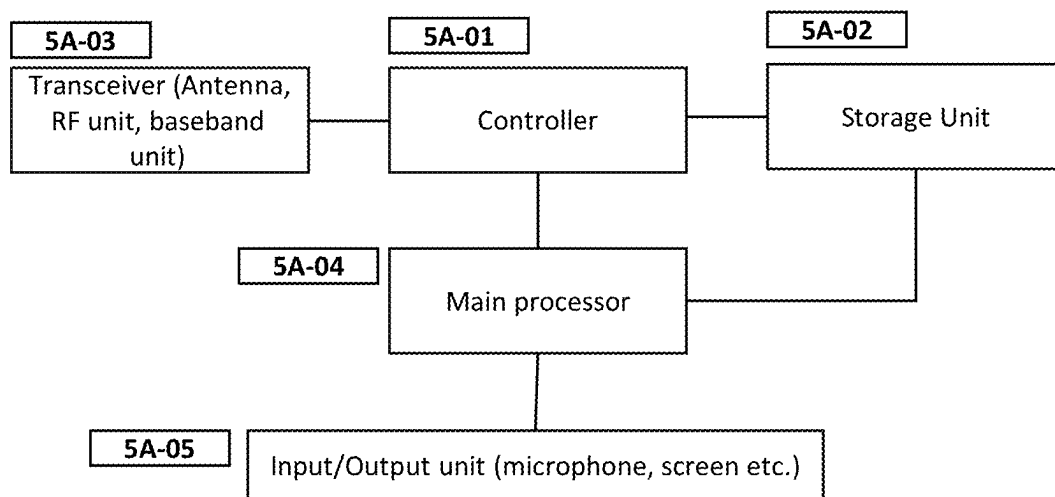 5A-03
5A-01
5A-02
Transceiver (Antenna,
RF unit, baseband
unit)
Controller
Storage Unit
5A-04
Main processor
5A-05
Input/Output unit (microphone, screen etc.)